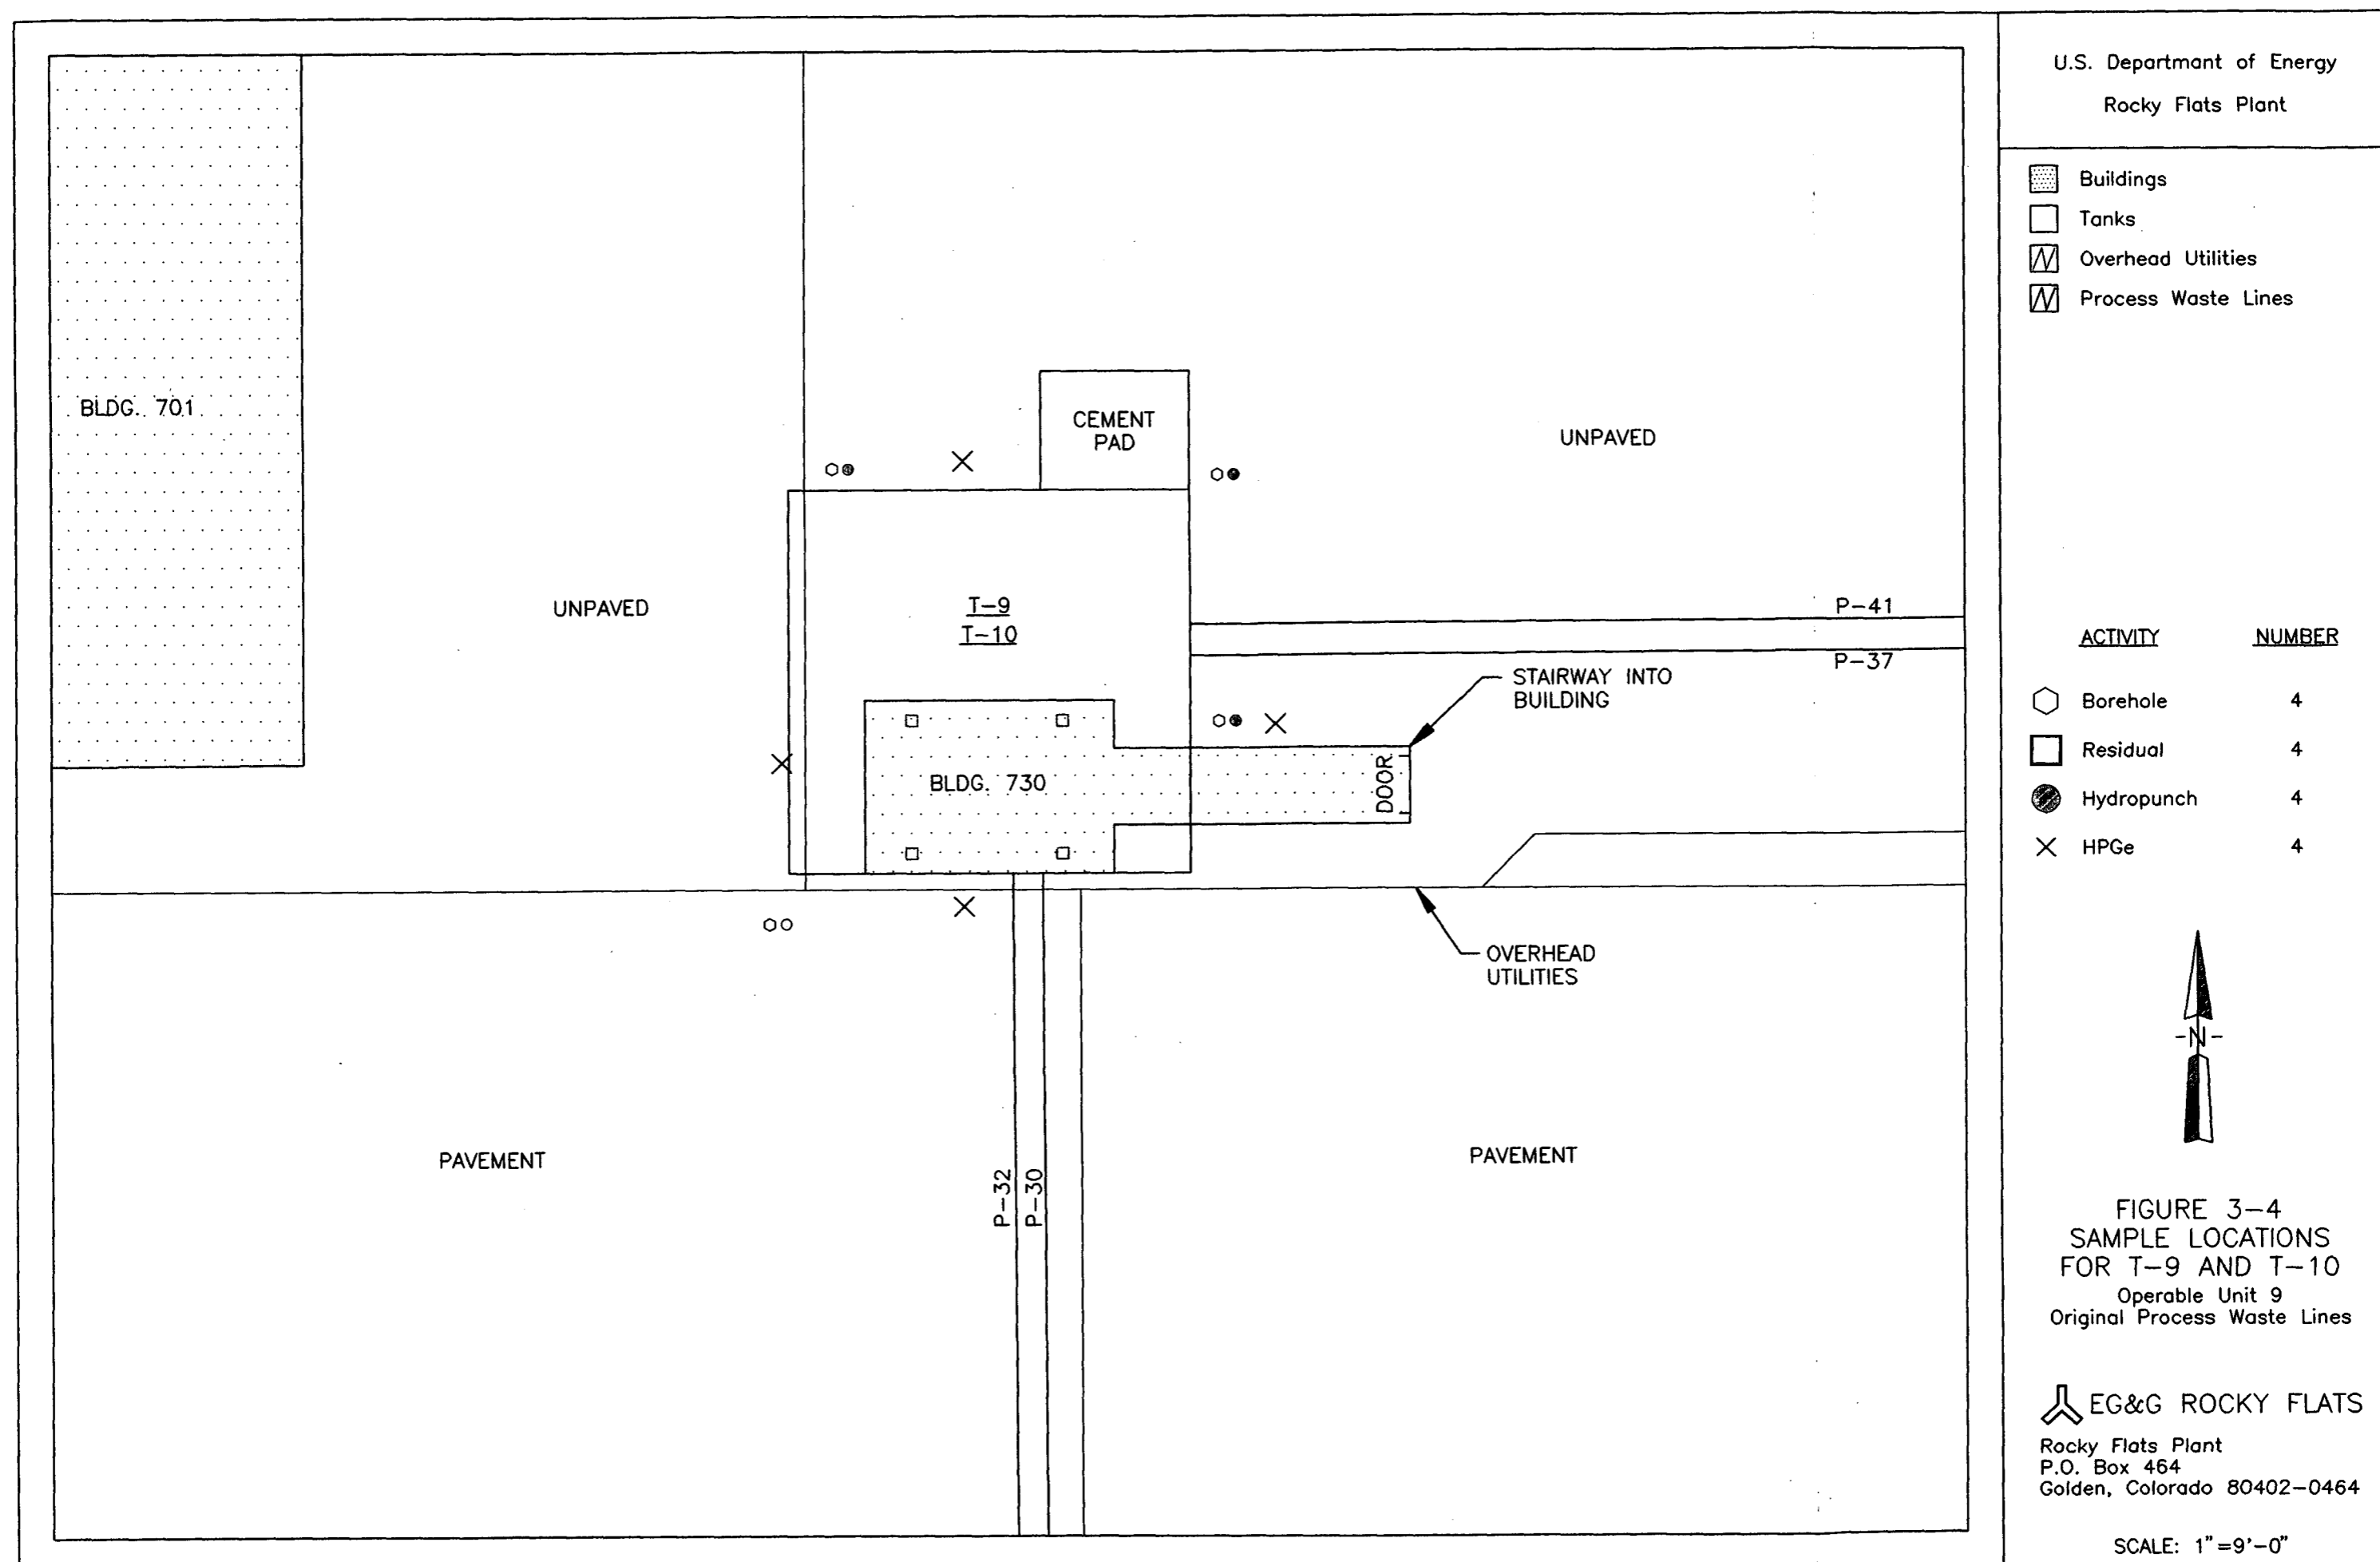 U.S. Departmant of Energy
Rocky Flats Plant
Buildings
Tanks
Overhead Utilities
Process Waste Lines
BLDG. 701
CEMENT
PAD
UNPAVED
UNPAVED
T-9
T-10
P-41
P-37
STAIRWAY INTO
BUILDING
BLDG. 730
DOOR
OVERHEAD
UTILITIES
PAVEMENT
PAVEMENT
P-32
P-30
ACTIVITY NUMBER
Borehole 4
Residual 4
Hydropunch 4
HPGe 4
-N-
FIGURE 3-4
SAMPLE LOCATIONS
FOR T-9 AND T-10
Operable Unit 9
Original Process Waste Lines
EG&G ROCKY FLATS
Rocky Flats Plant
P.O. Box 464
Golden, Colorado 80402-0464
SCALE: 1"=9'-0"